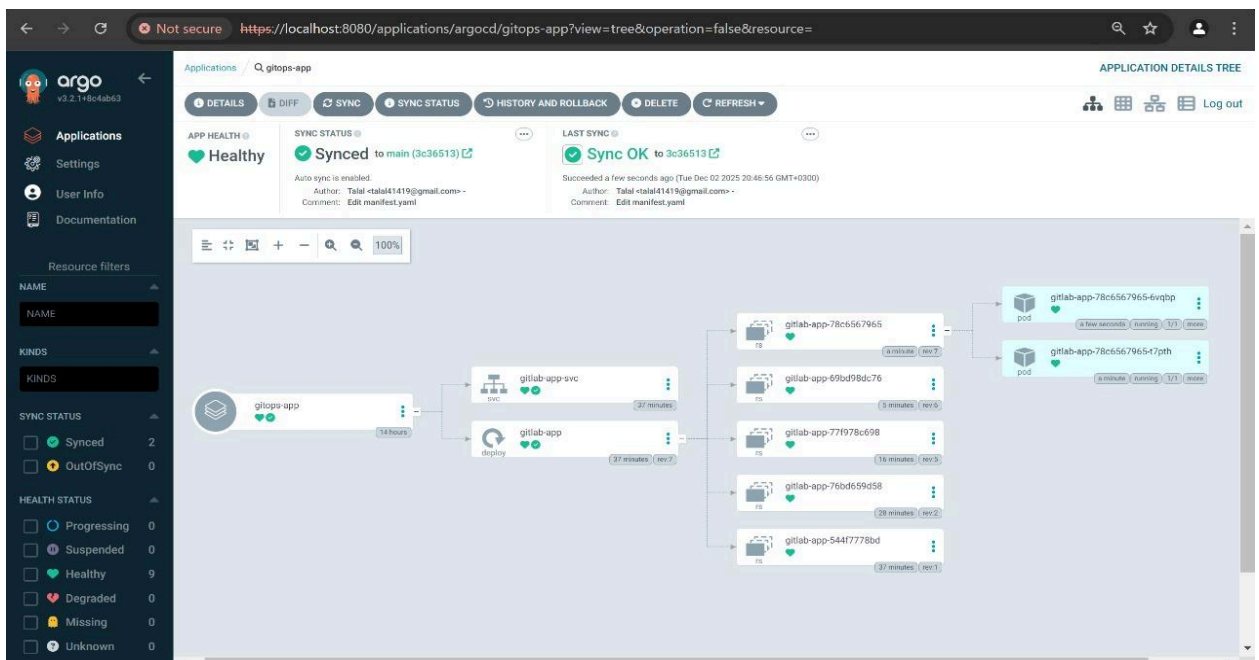 Not secure https://localhost:8080/applications/argocd/gitops-app?view=tree&operation=false&resource=
argo
v3.2.1+8c4ab63
Applications
Settings
User Info
Documentation
Resource filters
NAME
NAME
KINDS
KINDS
SYNC STATUS
Synced 2
OutOfSync 0
HEALTH STATUS
Progressing 0
Suspended 0
Healthy 9
Degraded 0
Missing 0
Unknown 0
Applications / gitops-app
APPLICATION DETAILS TREE
DETAILS DIFF SYNC SYNC STATUS HISTORY AND ROLLBACK DELETE REFRESH
Log out
APP HEALTH
Healthy
SYNC STATUS
Synced to main (3c36513)
Auto sync is enabled.
Author: Talal <talal41419@gmail.com> -
Comment: Edit manifest.yaml
LAST SYNC
Sync OK to 3c36513
Succeeded a few seconds ago (Tue Dec 02 2025 20:46:56 GMT+0300)
Author: Talal <talal41419@gmail.com> -
Comment: Edit manifest.yaml
100%
gitops-app
14 hours
gitlab-app-svc
svc
37 minutes
gitlab-app
deploy
37 minutes rev:7
gitlab-app-78c6567965
rs
a minute rev:7
gitlab-app-69bd98dc76
rs
5 minutes rev:6
gitlab-app-77f978c698
rs
16 minutes rev:5
gitlab-app-76bd659d58
rs
28 minutes rev:2
gitlab-app-544f7778bd
rs
37 minutes rev:1
gitlab-app-78c6567965-6vqbp
pod
a few seconds running 1/1 more
gitlab-app-78c6567965-t7pth
pod
a minute running 1/1 more